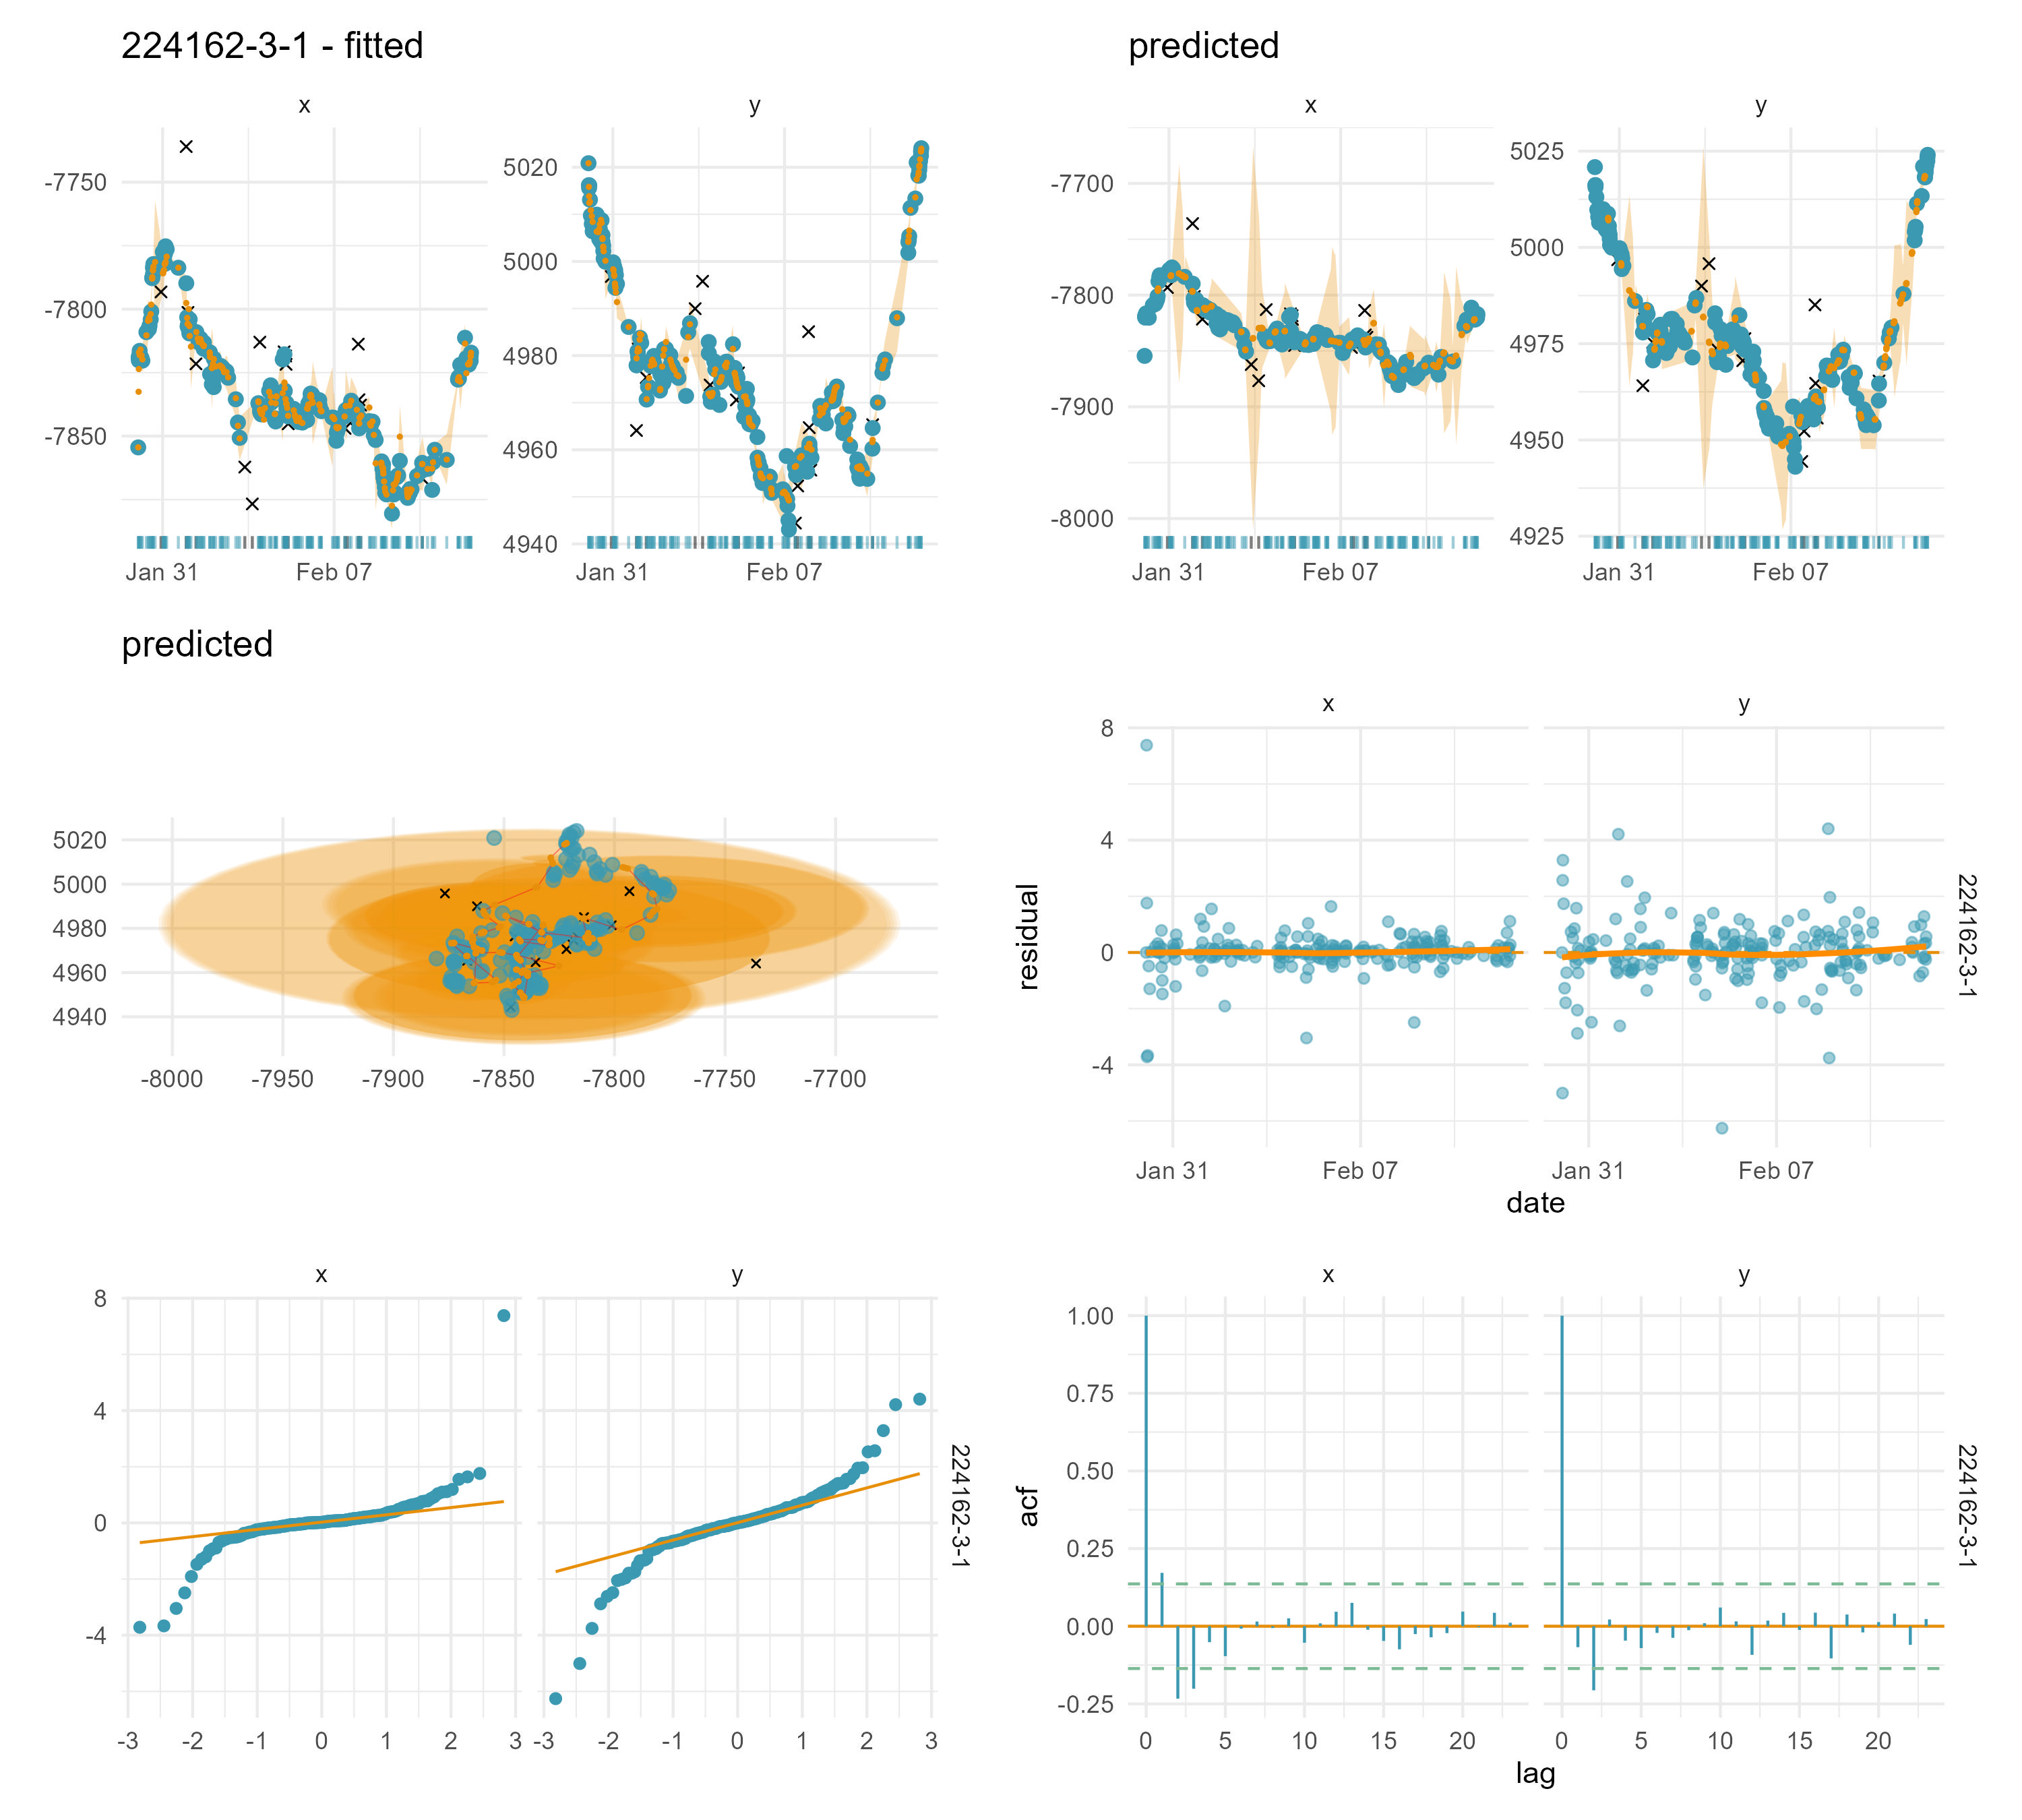 224162-3-1 - fitted
predicted
x
y
x
y
-7750
-7800
-7850
5020
5000
4980
4960
4940
-7700
-7800
-7900
-8000
5025
5000
4975
4950
4925
Jan 31
Feb 07
Jan 31
Feb 07
Jan 31
Feb 07
Jan 31
Feb 07
predicted
5020
5000
4980
4960
4940
-8000
-7950
-7900
-7850
-7800
-7750
-7700
x
y
residual
8
4
0
-4
224162-3-1
Jan 31
Feb 07
Jan 31
Feb 07
date
x
y
8
4
0
-4
224162-3-1
-3
-2
-1
0
1
2
3
-3
-2
-1
0
1
2
3
x
y
acf
1.00
0.75
0.50
0.25
0.00
-0.25
224162-3-1
0
5
10
15
20
0
5
10
15
20
lag